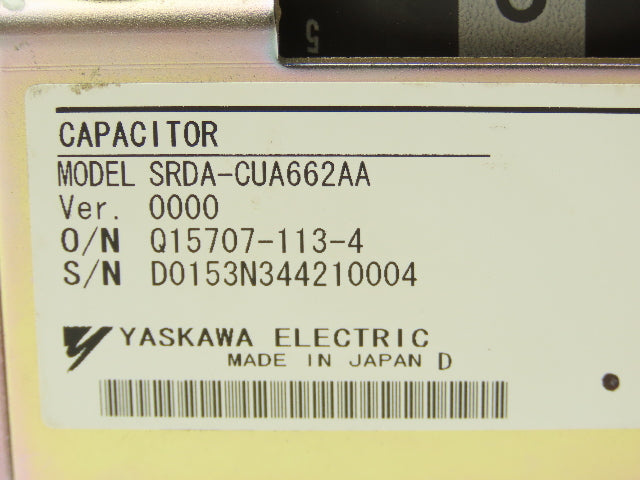 CAPACITOR
MODEL SRDA-CUA662AA
Ver. 0000
O/N Q15707-113-4
S/N D0153N344210004
YASKAWA ELECTRIC
MADE IN JAPAN D